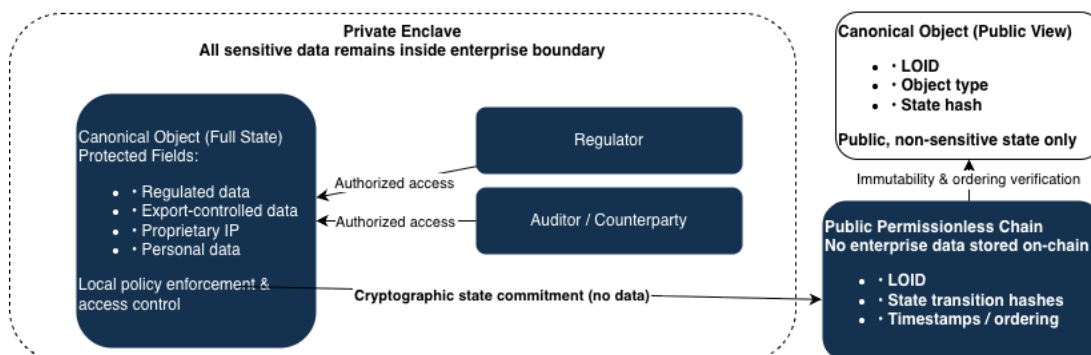 Private Enclave
All sensitive data remains inside enterprise boundary
Canonical Object (Full State)
Protected Fields:
• · Regulated data
• · Export-controlled data
• · Proprietary IP
• · Personal data
Local policy enforcement &
access control
Regulator
Authorized access
Auditor / Counterparty
Authorized access
Cryptographic state commitment (no data)
Canonical Object (Public View)
• · LOID
• · Object type
• · State hash
Public, non-sensitive state only
Immutability & ordering verification
Public Permissionless Chain
No enterprise data stored on-chain
• · LOID
• · State transition hashes
• · Timestamps / ordering